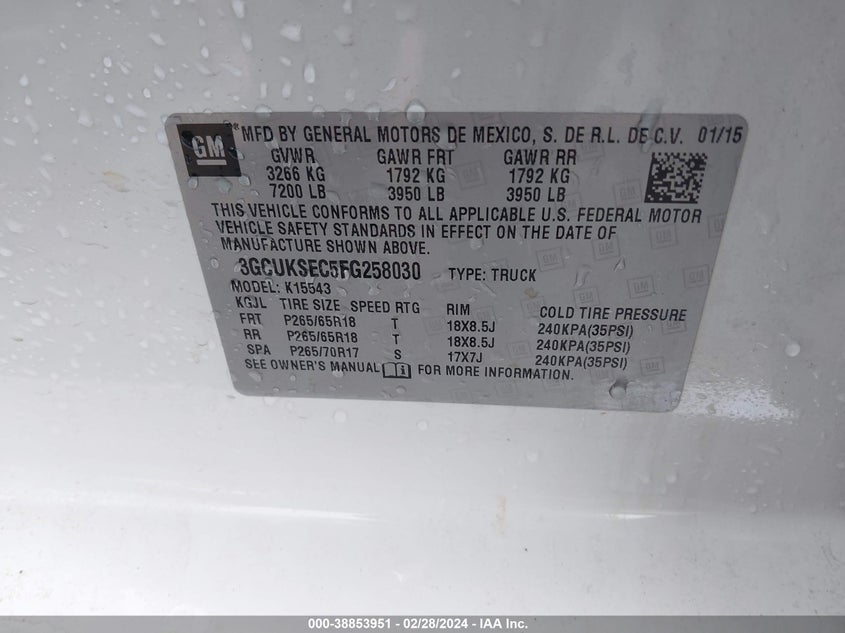 GM® MFD BY GENERAL MOTORS DE MEXICO, S. DE R.L. DE C.V. 01/15
GVWR GAWR FRT GAWR RR
3266 KG 1792 KG 1792 KG
7200 LB 3950 LB 3950 LB
THIS VEHICLE CONFORMS TO ALL APPLICABLE U.S. FEDERAL MOTOR
VEHICLE SAFETY STANDARDS IN EFFECT ON THE DATE OF
MANUFACTURE SHOWN ABOVE.
3GCUKSEC5FG258030 TYPE: TRUCK
MODEL: K15543
KGJL TIRE SIZE SPEED RTG RIM COLD TIRE PRESSURE
FRT P265/65R18 T 18X8.5J 240KPA(35PSI)
RR P265/65R18 T 18X8.5J 240KPA(35PSI)
SPA P265/70R17 S 17X7J 240KPA(35PSI)
SEE OWNER'S MANUAL i FOR MORE INFORMATION.
000-38853951 / 02/28/2024 - IAA Inc.